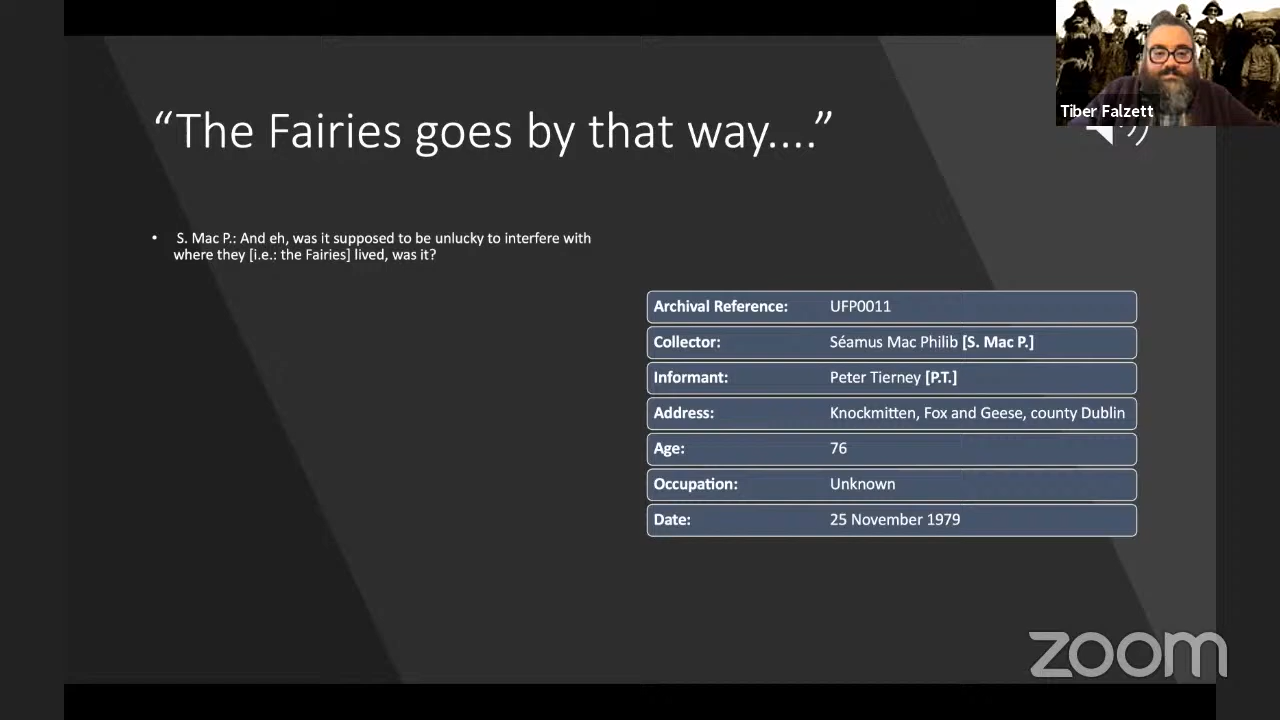 Tiber Falzett
“The Fairies goes by that way....”
• S. Mac P.: And eh, was it supposed to be unlucky to interfere with
where they [i.e.: the Fairies] lived, was it?
Archival Reference: UFP0011
Collector: Séamus Mac Philib [S. Mac P.]
Informant: Peter Tierney [P.T.]
Address: Knockmitten, Fox and Geese, county Dublin
Age: 76
Occupation: Unknown
Date: 25 November 1979
zoom